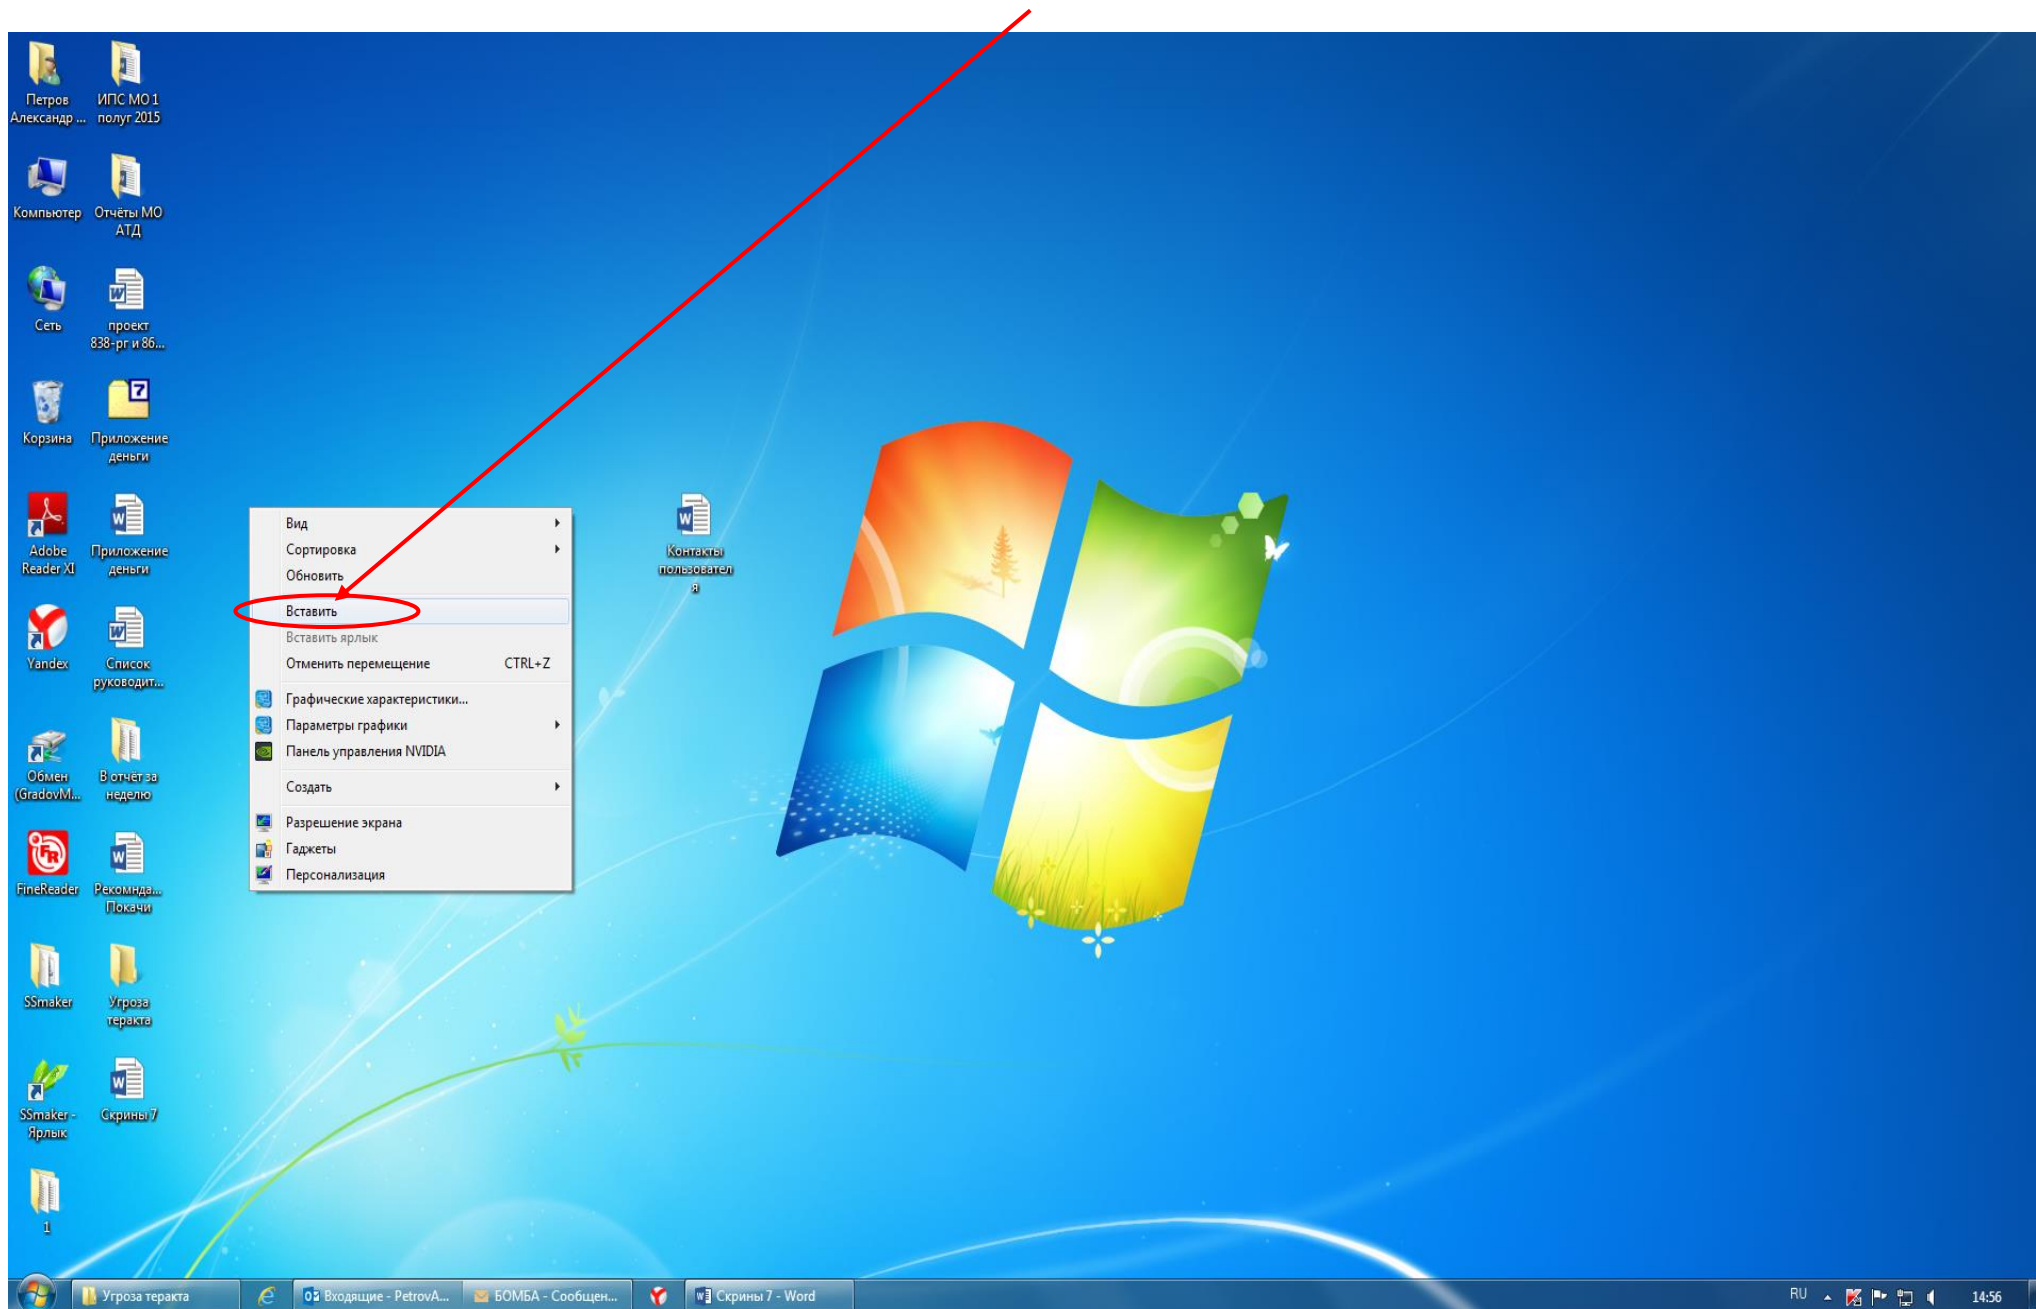 Петров
Александр ...
ИПС МО 1
полуг 2015
Компьютер
Отчёты МО
АТД
Сеть
проект
838-рг и 86...
Корзина
Приложение
деньги
7
Adobe
Reader XI
Приложение
деньги
Yandex
Список
руководит...
Обмен
(GradovM...
В отчёт за
неделю
FineReader
Рекомнда...
Покачи
SSmaker
Угроза
теракта
SSmaker -
Ярлык
Скрины 7
1
Контакты
пользовател
я
Вид
Сортировка
Обновить
Вставить
Вставить ярлык
Отменить перемещение CTRL+Z
Графические характеристики...
Параметры графики
Панель управления NVIDIA
Создать
Разрешение экрана
Гаджеты
Персонализация
Угроза теракта
Входящие - PetrovA...
БОМБА - Сообщен...
Скрины 7 - Word
RU
14:56